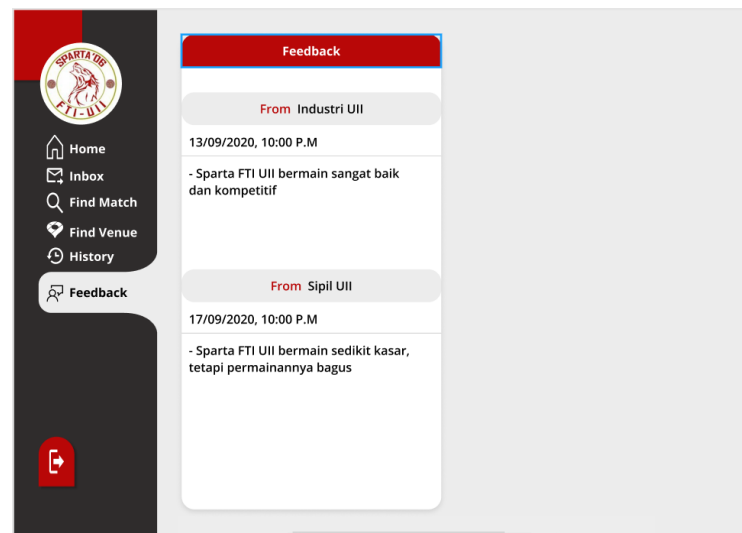 SPARTA'06
FTI-UII
Home
Inbox
Find Match
Find Venue
History
Feedback
Feedback
From Industri UII
13/09/2020, 10:00 P.M
- Sparta FTI UII bermain sangat baik
dan kompetitif
From Sipil UII
17/09/2020, 10:00 P.M
- Sparta FTI UII bermain sedikit kasar,
tetapi permainannya bagus